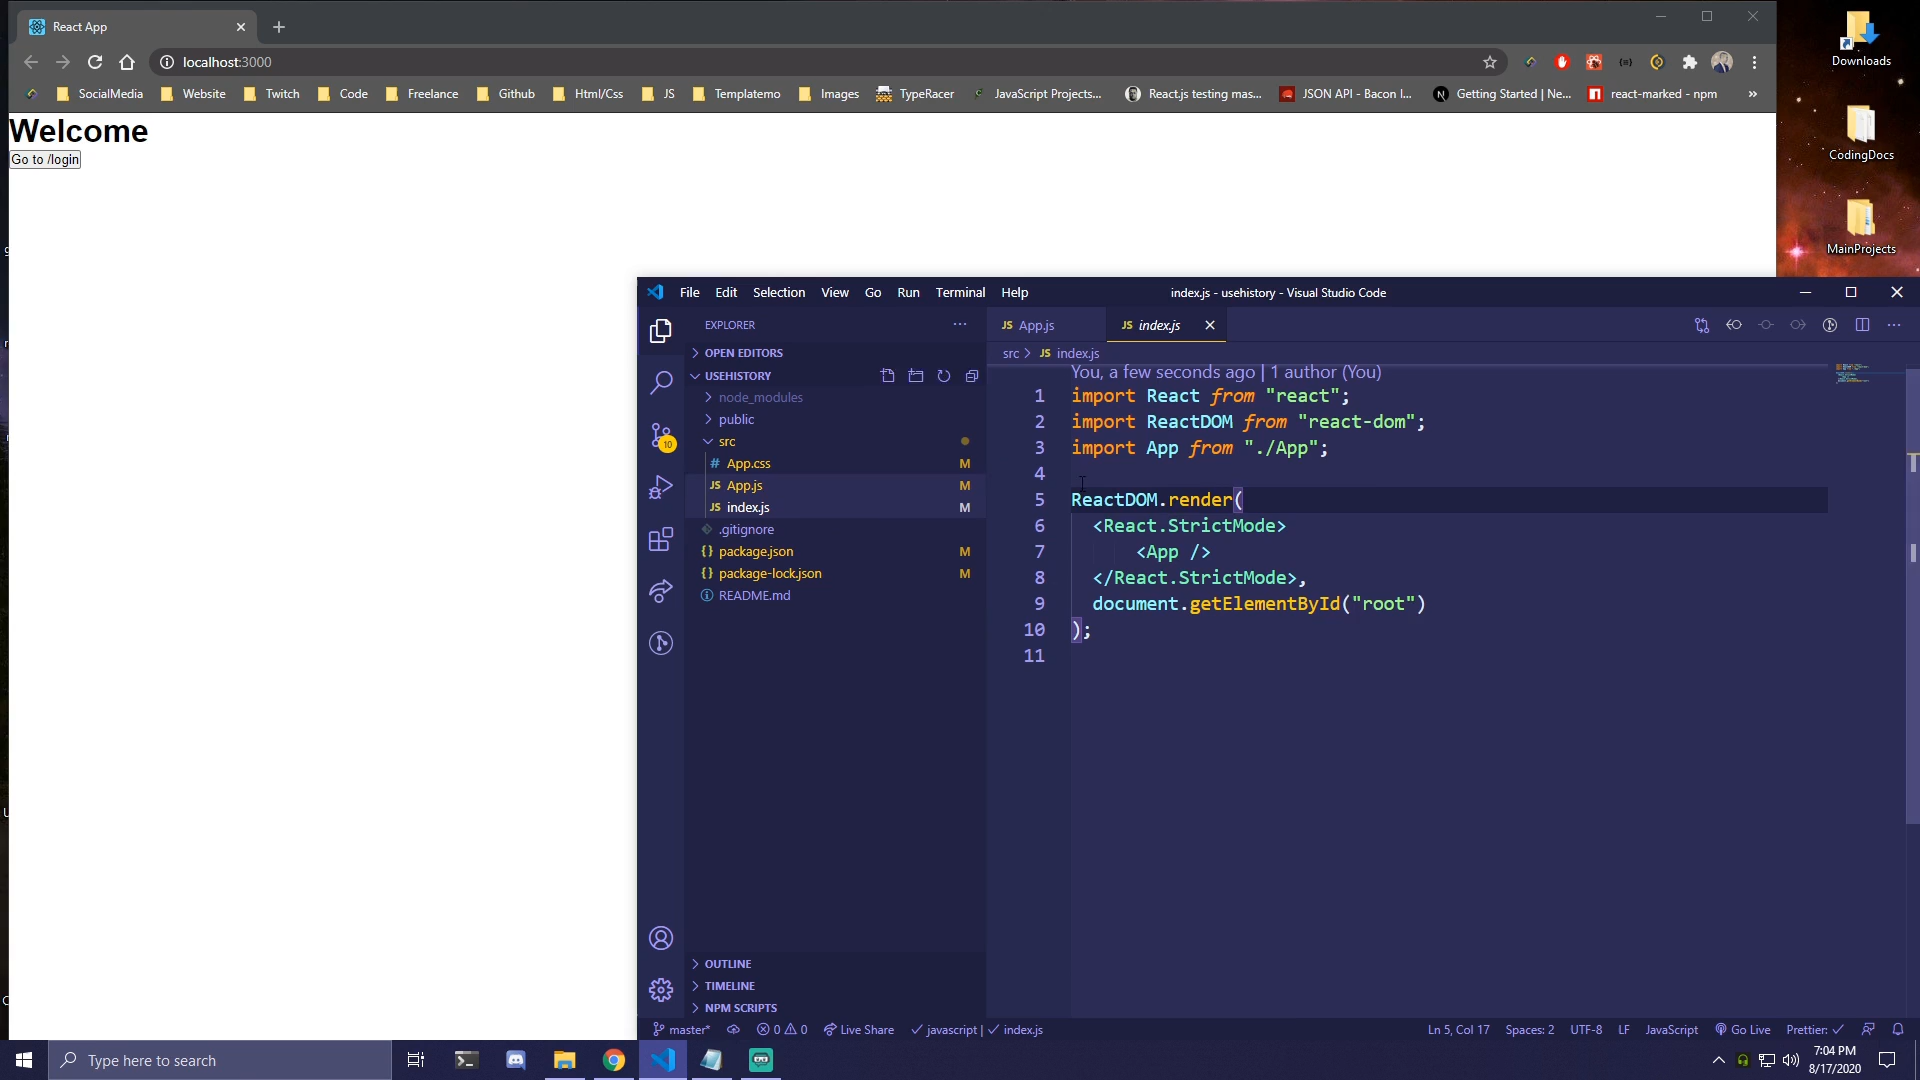 React App
localhost:3000
SocialMedia Website Twitch Code Freelance Github Html/Css JS Templatemo Images TypeRacer JavaScript Projects... React.js testing mas... JSON API - Bacon I... Getting Started | Ne... react-marked - npm »
Welcome
Go to /login
Downloads
CodingDocs
MainProjects
File Edit Selection View Go Run Terminal Help
index.js - usehistory - Visual Studio Code
EXPLORER
OPEN EDITORS
USEHISTORY
node_modules
public
src
# App.css M
JS App.js M
JS index.js M
.gitignore
{} package.json M
{} package-lock.json M
README.md
OUTLINE
TIMELINE
NPM SCRIPTS
10
JS App.js
JS index.js
src > JS index.js
You, a few seconds ago | 1 author (You)
1 import React from "react";
2 import ReactDOM from "react-dom";
3 import App from "./App";
4
5 ReactDOM.render(
6 <React.StrictMode>
7 <App />
8 </React.StrictMode>,
9 document.getElementById("root")
10 );
11
master* 0 0 Live Share javascript | index.js
Ln 5, Col 17 Spaces: 2 UTF-8 LF JavaScript Go Live Prettier:
Type here to search
7:04 PM
8/17/2020